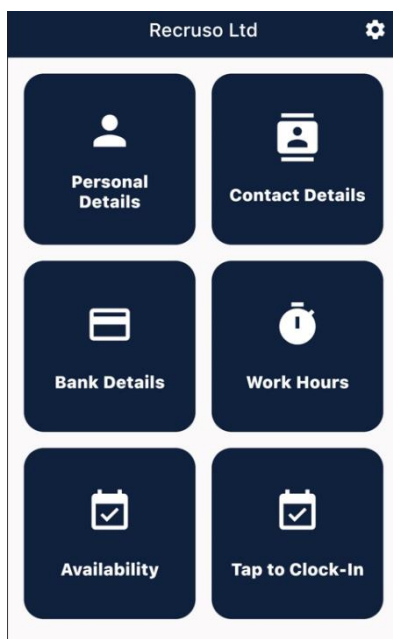 Recruso Ltd
Personal
Details
Contact Details
Bank Details
Work Hours
Availability
Tap to Clock-In